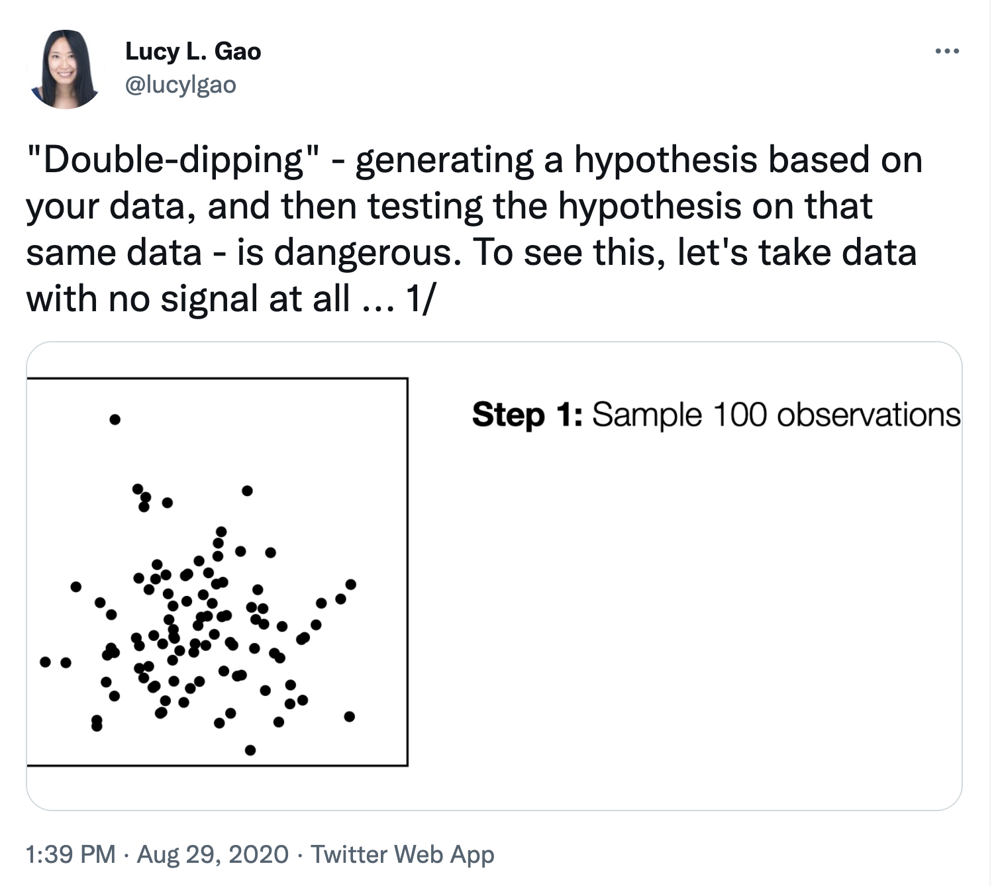 Lucy L. Gao
@lucylgao
"Double-dipping" - generating a hypothesis based on
your data, and then testing the hypothesis on that
same data - is dangerous. To see this, let's take data
with no signal at all ... 1/
Step 1: Sample 100 observations
1:39 PM · Aug 29, 2020 · Twitter Web App